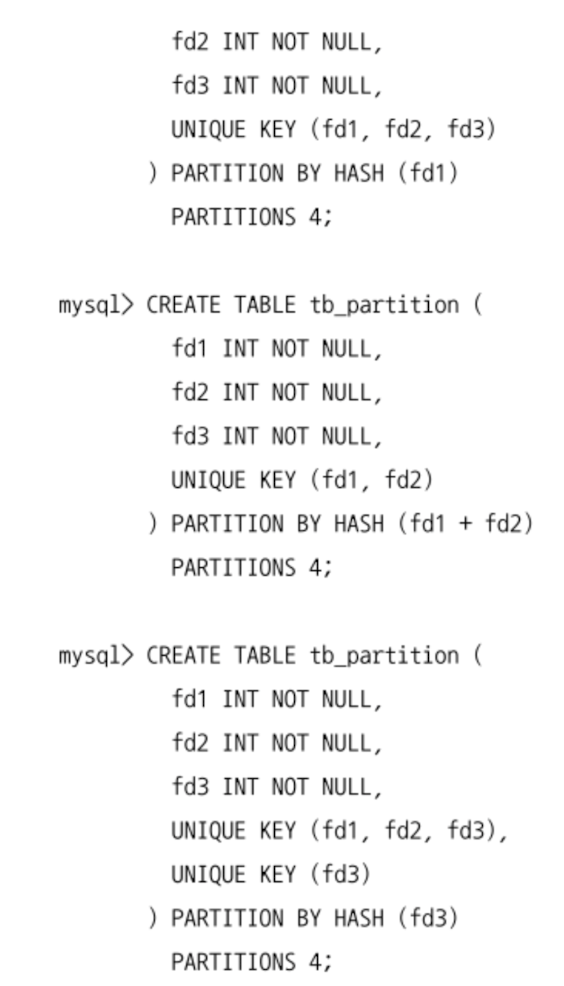 fd2 INT NOT NULL,
fd3 INT NOT NULL,
UNIQUE KEY (fd1, fd2, fd3)
) PARTITION BY HASH (fd1)
PARTITIONS 4;
mysql> CREATE TABLE tb_partition (
fd1 INT NOT NULL,
fd2 INT NOT NULL,
fd3 INT NOT NULL,
UNIQUE KEY (fd1, fd2)
) PARTITION BY HASH (fd1 + fd2)
PARTITIONS 4;
mysql> CREATE TABLE tb_partition (
fd1 INT NOT NULL,
fd2 INT NOT NULL,
fd3 INT NOT NULL,
UNIQUE KEY (fd1, fd2, fd3),
UNIQUE KEY (fd3)
) PARTITION BY HASH (fd3)
PARTITIONS 4;